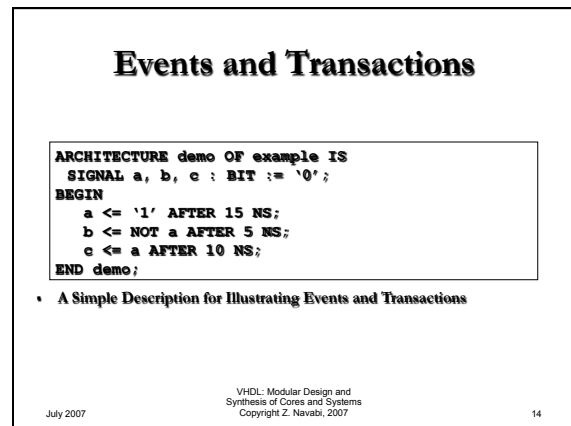 Events and Transactions
ARCHITECTURE demo OF example IS
SIGNAL a, b, c : BIT := ‘0’;
BEGIN
a <= ‘1’ AFTER 15 NS;
b <= NOT a AFTER 5 NS;
c <= a AFTER 10 NS;
END demo;
• A Simple Description for Illustrating Events and Transactions
July 2007
VHDL: Modular Design and
Synthesis of Cores and Systems
Copyright Z. Navabi, 2007
14